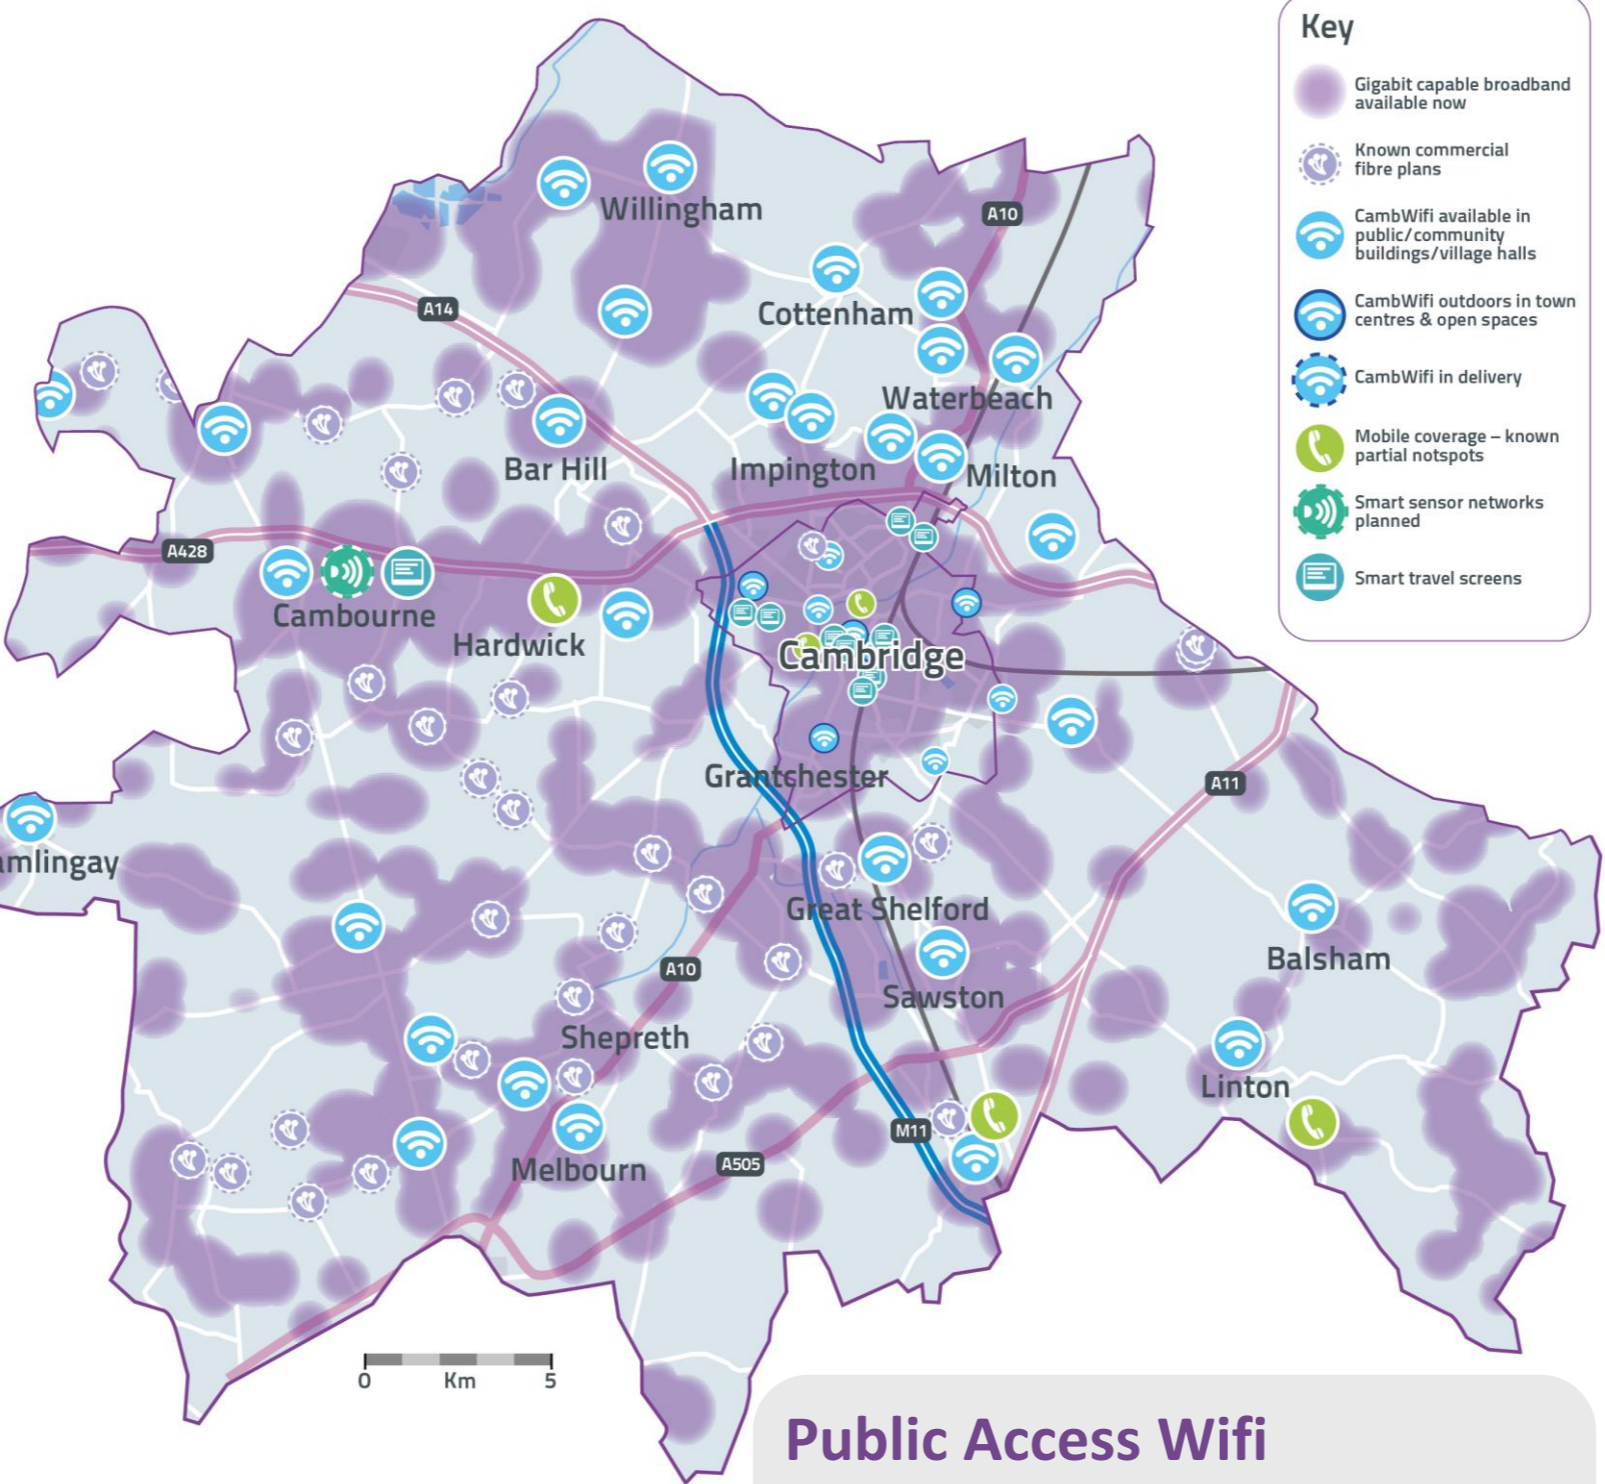 Key
Gigabit capable broadband
available now
Known commercial
fibre plans
CambWifi available in
public/community
buildings/village halls
CambWifi outdoors in town
centres & open spaces
CambWifi in delivery
Mobile coverage – known
partial notspots
Smart sensor networks
planned
Smart travel screens
Willingham
A10
A14
Cottenham
Waterbeach
Bar Hill
Impington
Milton
A428
Cambourne
Hardwick
Cambridge
Grantchester
A11
amlingay
Great Shelford
Balsham
A10
Sawston
Shepreth
Linton
M11
Melbourn
A505
0 Km 5
Public Access Wifi